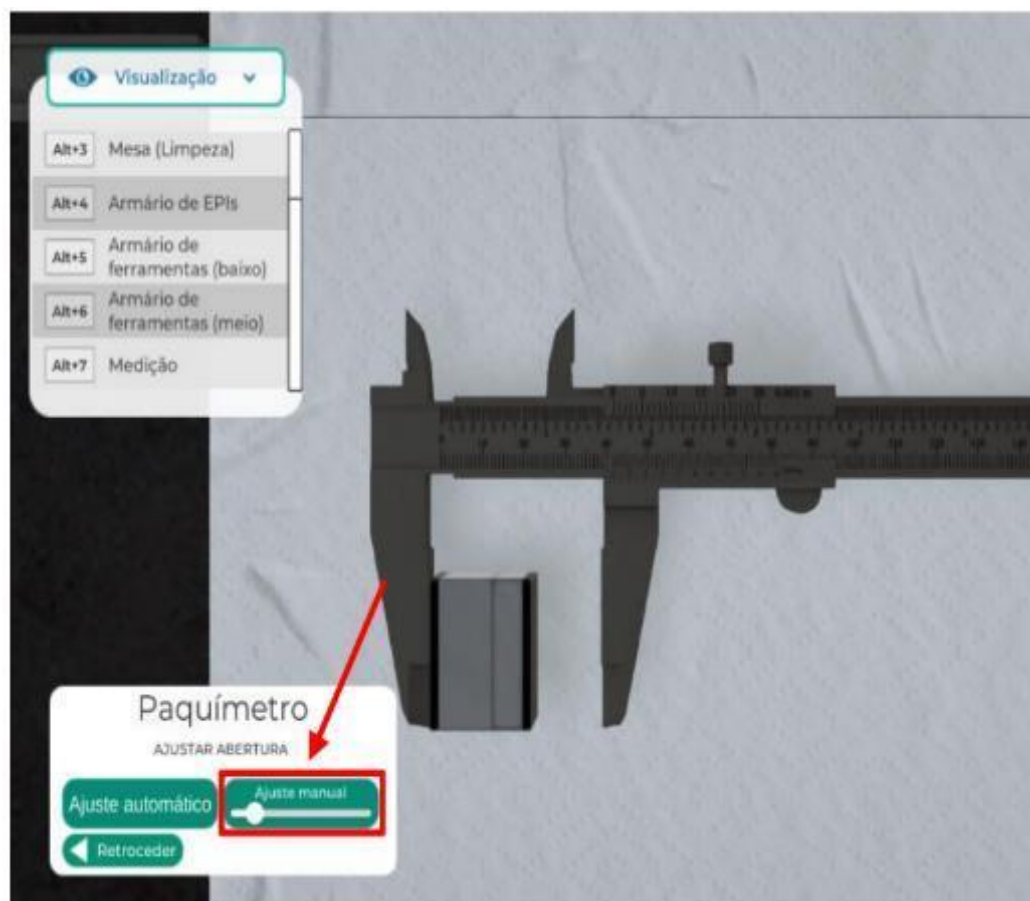 Visualização
Alt+3 Mesa (Limpeza)
Alt+4 Armário de EPIs
Alt+5 Armário de
ferramentas (baixo)
Alt+6 Armário de
ferramentas (meio)
Alt+7 Medição
Paquímetro
AJUSTAR ABERTURA
Ajuste automático
Ajuste manual
Retroceder